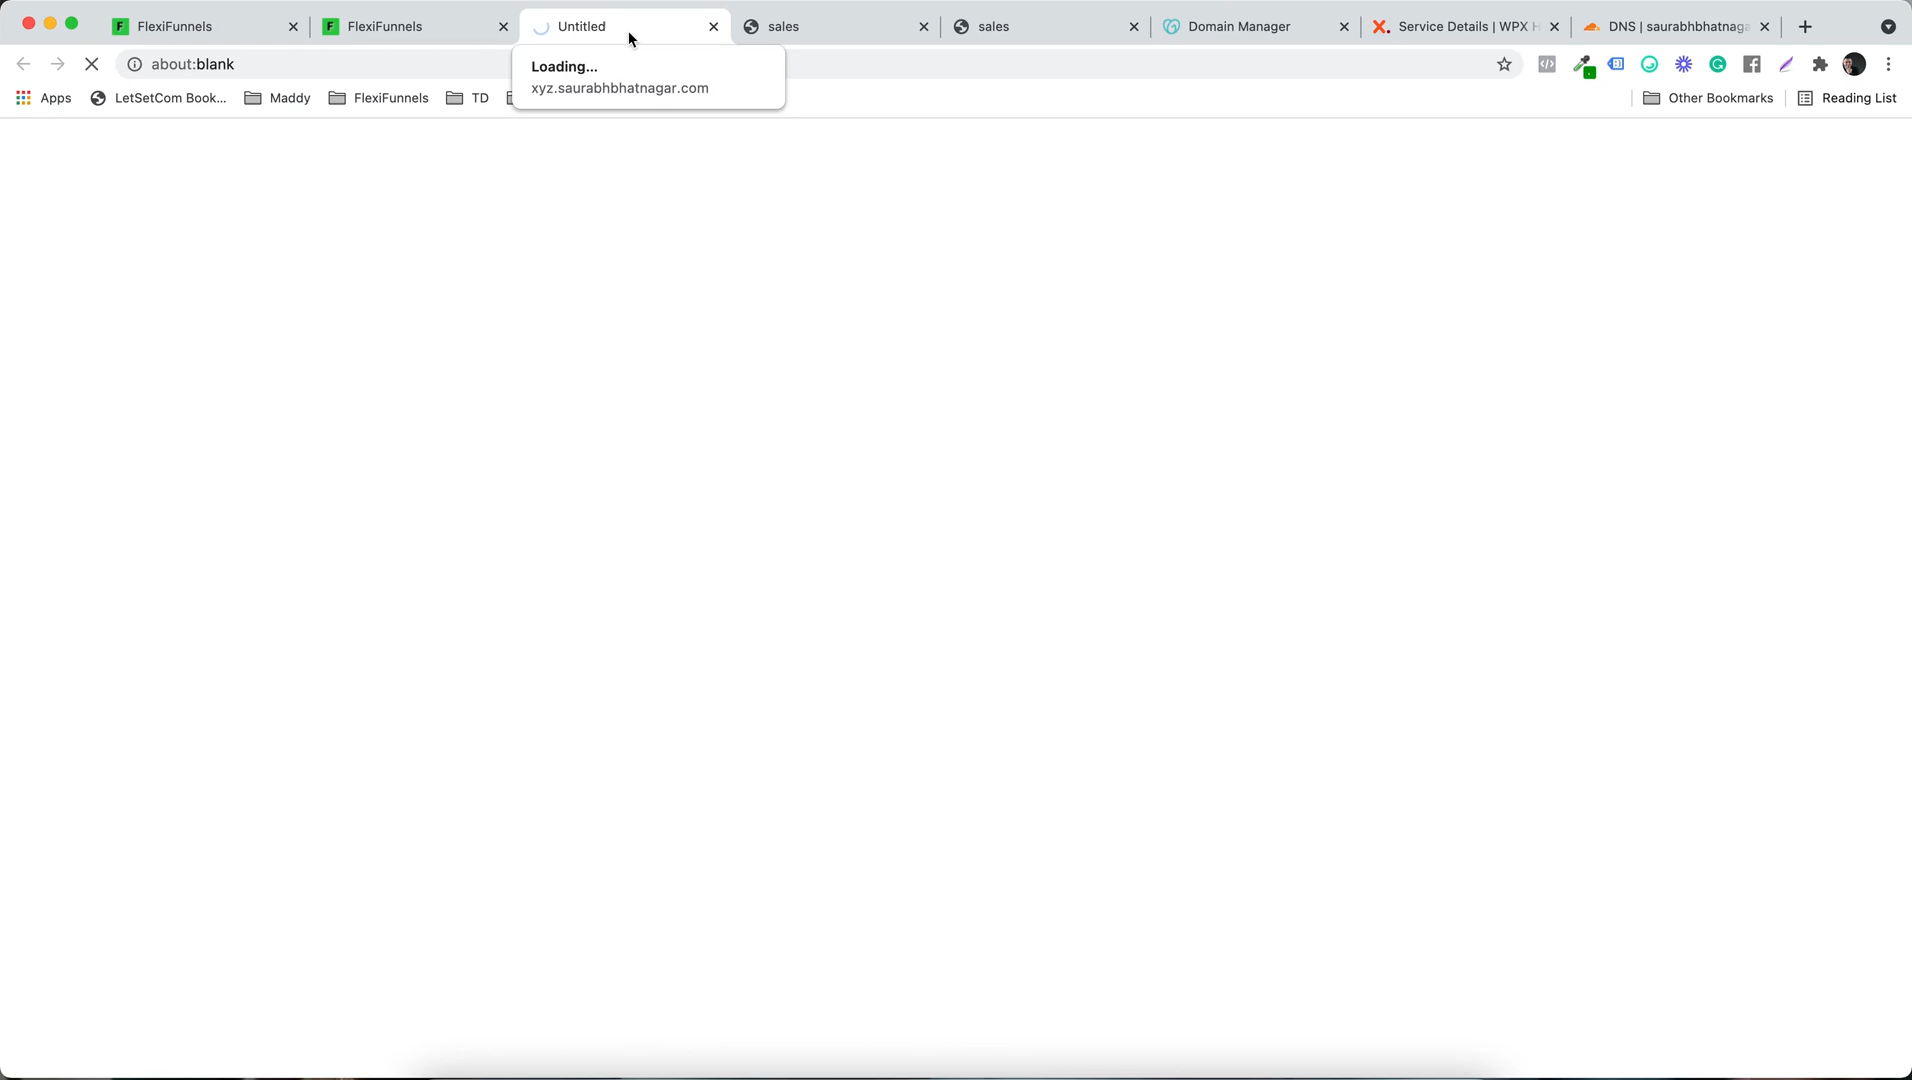 FlexiFunnels
FlexiFunnels
Untitled
sales
sales
Domain Manager
Service Details | WPX H
DNS | saurabhbhatnaga
about:blank
Loading...
xyz.saurabhbhatnagar.com
Apps
LetSetCom Book...
Maddy
FlexiFunnels
TD
Other Bookmarks
Reading List